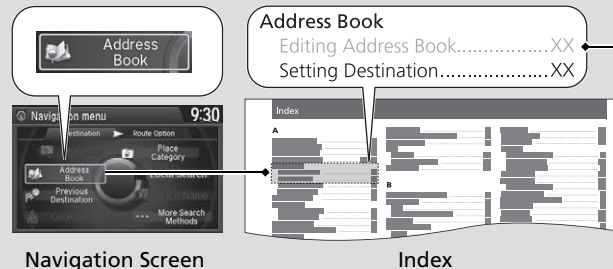 Address
Book
Address Book
Editing Address Book................XX
Setting Destination....................XX
Navigation menu
9:30
Destination
Route Option
Place
Category
Address
Book
Local Search
Previous
Destination
More Search
Methods
Index
A
B
Navigation Screen
Index